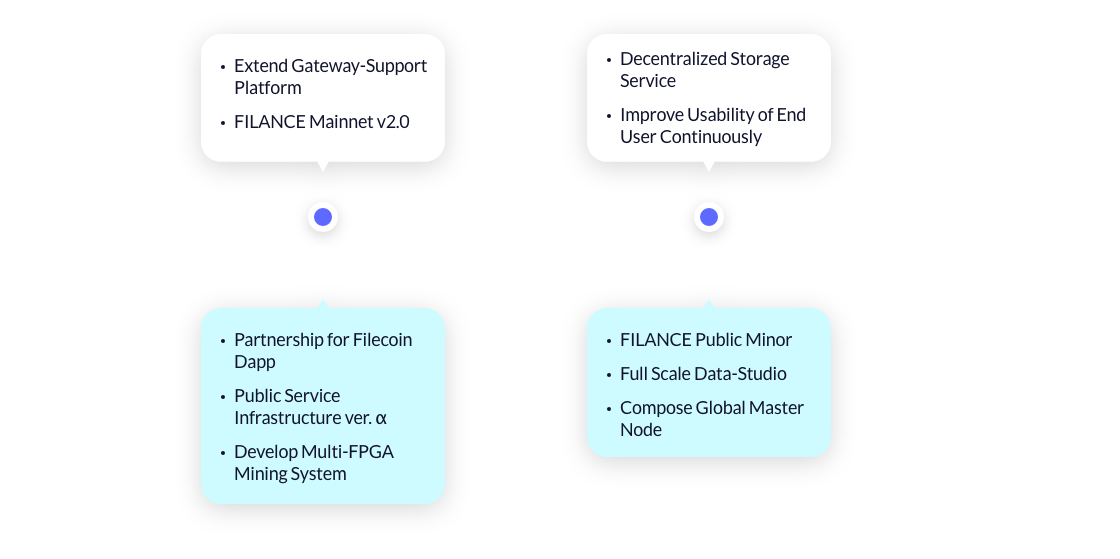 • Extend Gateway-Support
Platform
• FILANCE Mainnet v2.0
• Decentralized Storage
Service
• Improve Usability of End
User Continuously
• Partnership for Filecoin
Dapp
• Public Service
Infrastructure ver. α
• Develop Multi-FPGA
Mining System
• FILANCE Public Minor
• Full Scale Data-Studio
• Compose Global Master
Node